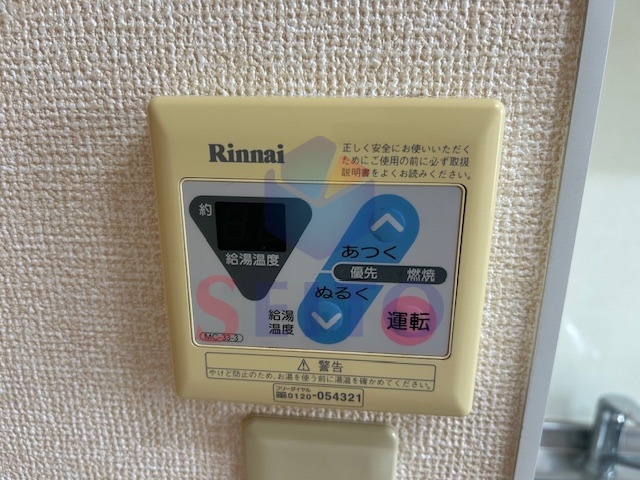 Rinnai
正しく安全にお使いいただく
ためにご使用の前に必ず取扱
説明書をよくお読みください。
約
給湯温度
あつく
優先 燃焼
ぬるく
給湯
温度
運転
MC-33-3
SEMO
⚠ 警告
やけど防止のため、お湯を使う前に湯温を確かめてください。
フリーダイヤル
0120-054321